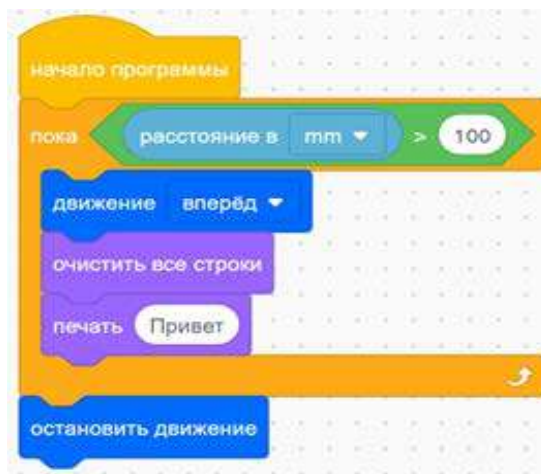 начало программы
пока расстояние в mm > 100
движение вперёд
очистить все строки
печать Привет
остановить движение